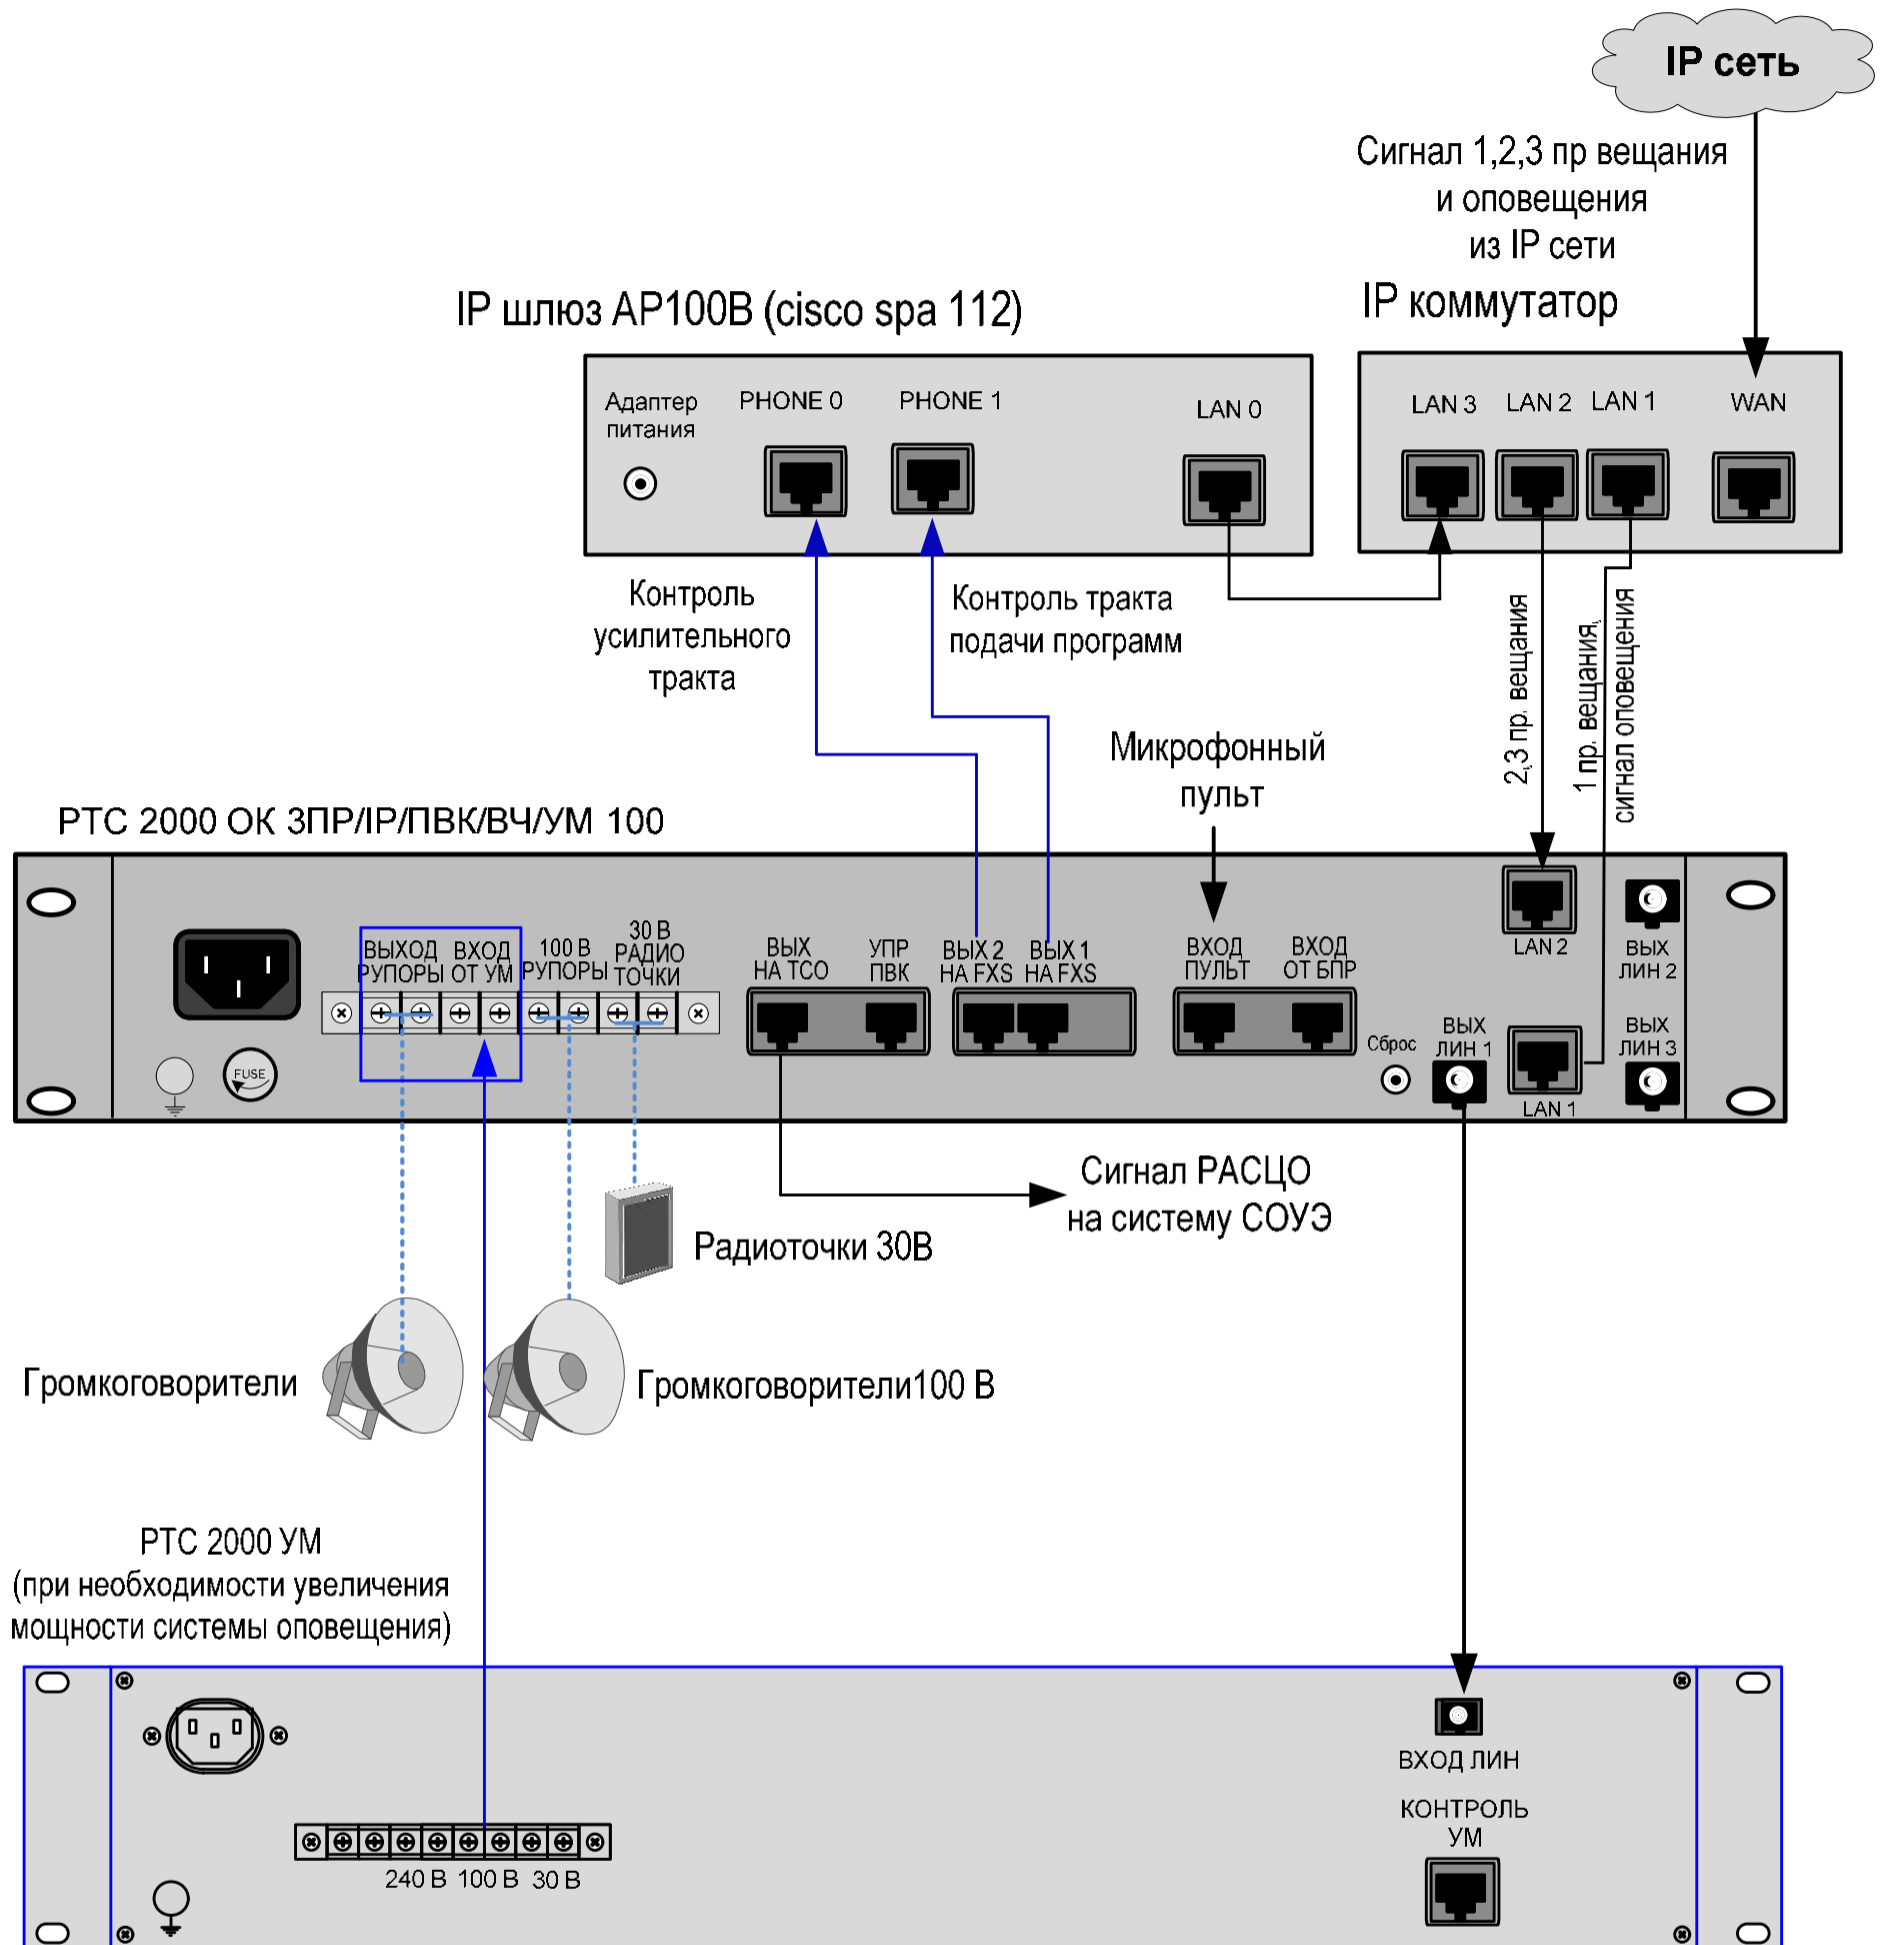 IP сеть
Сигнал 1,2,3 пр вещания
и оповещения
из IP сети
IP шлюз AP100B (cisco spa 112)
IP коммутатор
Адаптер
питания
PHONE 0
PHONE 1
LAN 0
LAN 3
LAN 2
LAN 1
WAN
Контроль
усилительного
тракта
Контроль тракта
подачи программ
2,3 пр. вещания
1 пр. вещания,
сигнал оповещения
Микрофонный
пульт
РТС 2000 ОК 3ПР/IP/ПВК/ВЧ/УМ 100
ВЫХОД
РУПОРЫ
ВХОД
ОТ УМ
100 В
РУПОРЫ
30 В
РАДИО
ТОЧКИ
ВЫХ
НА ТСО
УПР
ПВК
ВЫХ 2
НА FXS
ВЫХ 1
НА FXS
ВХОД
ПУЛЬТ
ВХОД
ОТ БПР
LAN 2
ВЫХ
ЛИН 2
FUSE
Сброс
ВЫХ
ЛИН 1
LAN 1
ВЫХ
ЛИН 3
Сигнал РАСЦО
на систему СОУЭ
Радиоточки 30В
Громкоговорители
Громкоговорители100 В
РТС 2000 УМ
(при необходимости увеличения
мощности системы оповещения)
ВХОД ЛИН
КОНТРОЛЬ
УМ
240 В 100 В 30 В